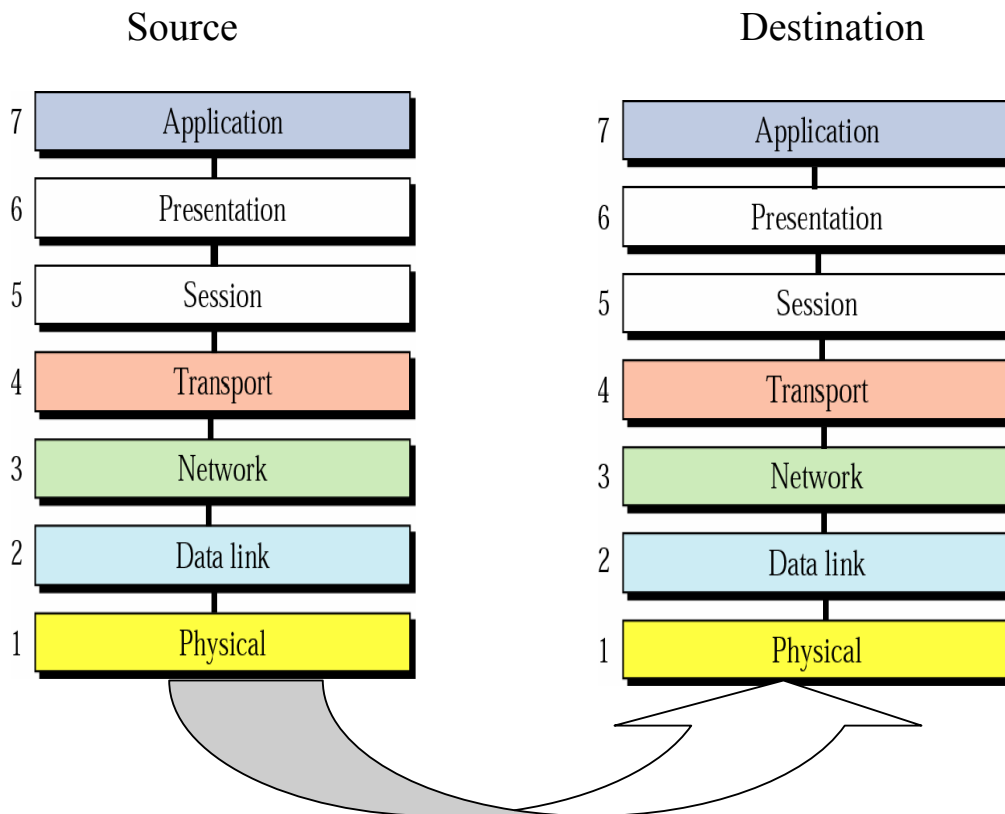 Source
Destination
7 Application
6 Presentation
5 Session
4 Transport
3 Network
2 Data link
1 Physical
7 Application
6 Presentation
5 Session
4 Transport
3 Network
2 Data link
1 Physical